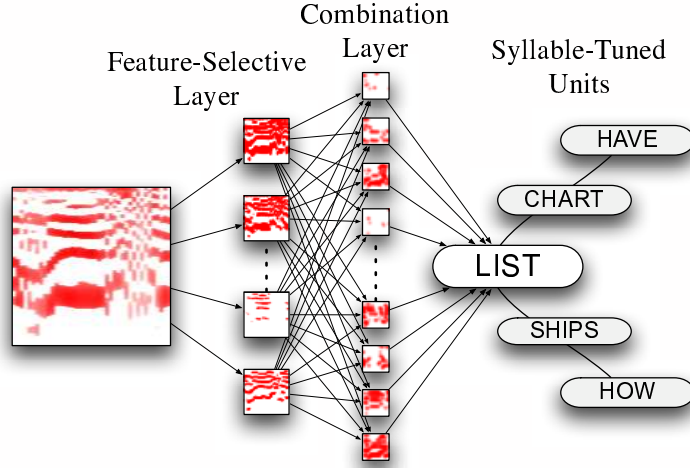 Combination
Layer
Feature-Selective
Layer
Syllable-Tuned
Units
HAVE
CHART
LIST
SHIPS
HOW